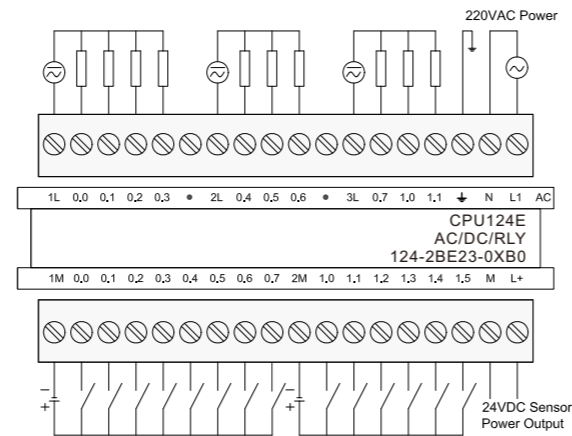 220VAC Power
1L 0.0 0.1 0.2 0.3 • 2L 0.4 0.5 0.6 • 3L 0.7 1.0 1.1 ⏚ N L1 AC
CPU124E
AC/DC/RLY
124-2BE23-0XB0
1M 0.0 0.1 0.2 0.3 0.4 0.5 0.6 0.7 2M 1.0 1.1 1.2 1.3 1.4 1.5 M L+
− −
+ +
24VDC Sensor
Power Output